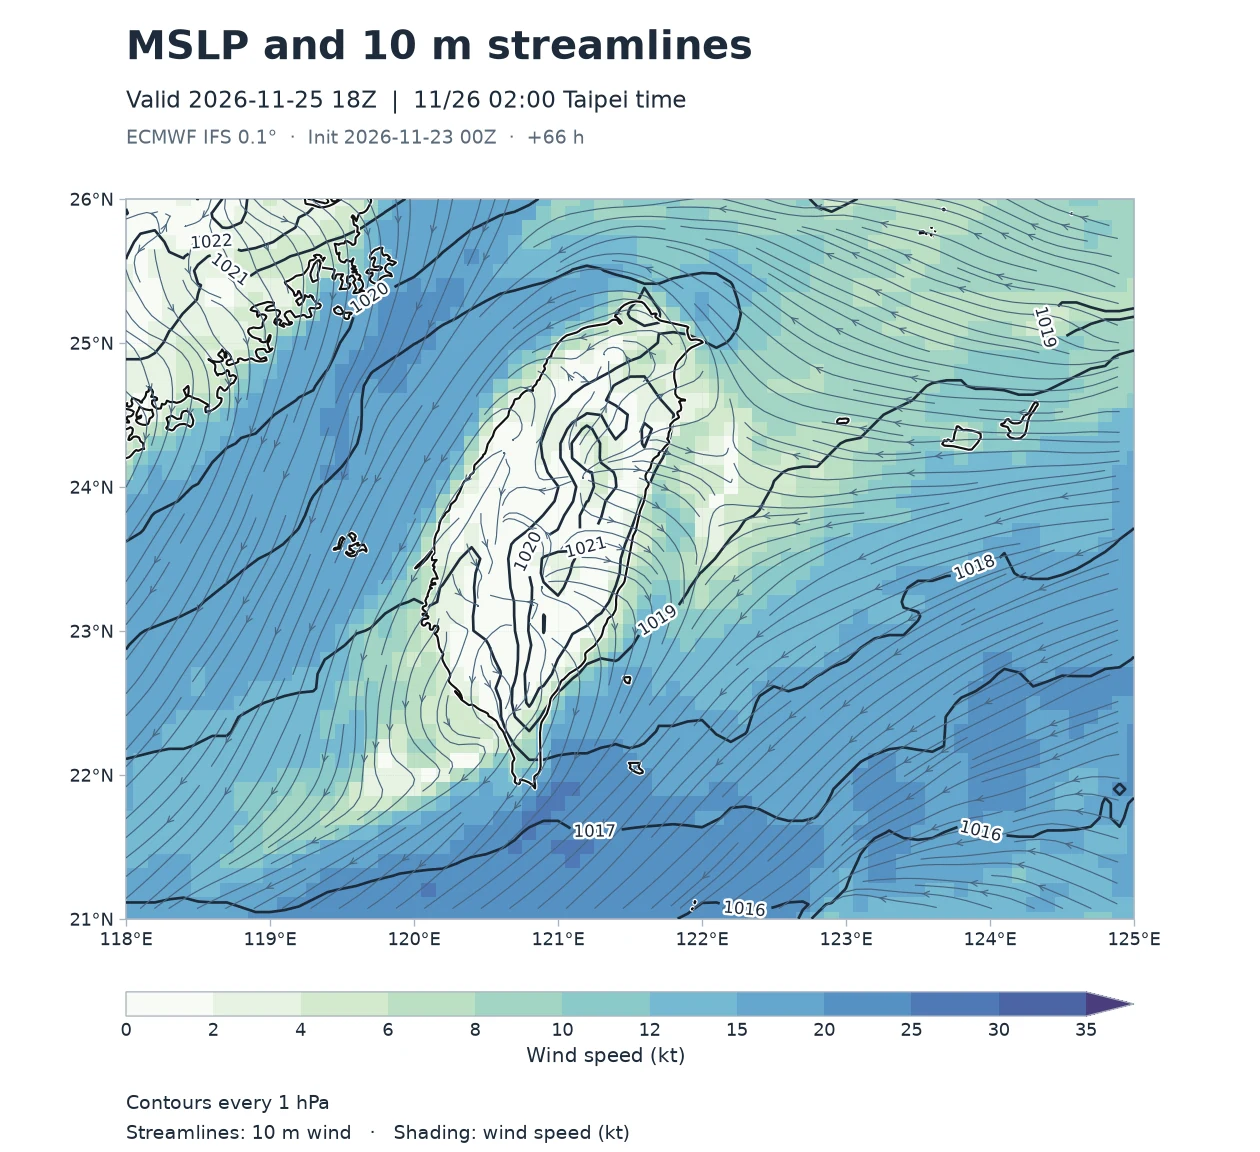 MSLP and 10 m streamlines
Valid 2026-11-25 18Z | 11/26 02:00 Taipei time
ECMWF IFS 0.1° · Init 2026-11-23 00Z · +66 h
26°N
25°N
24°N
23°N
22°N
21°N
1022
1021
1020
1019
1020
1021
1019
1018
1017
1016
1016
118°E 119°E 120°E 121°E 122°E 123°E 124°E 125°E
0 2 4 6 8 10 12 15 20 25 30 35
Wind speed (kt)
Contours every 1 hPa
Streamlines: 10 m wind · Shading: wind speed (kt)